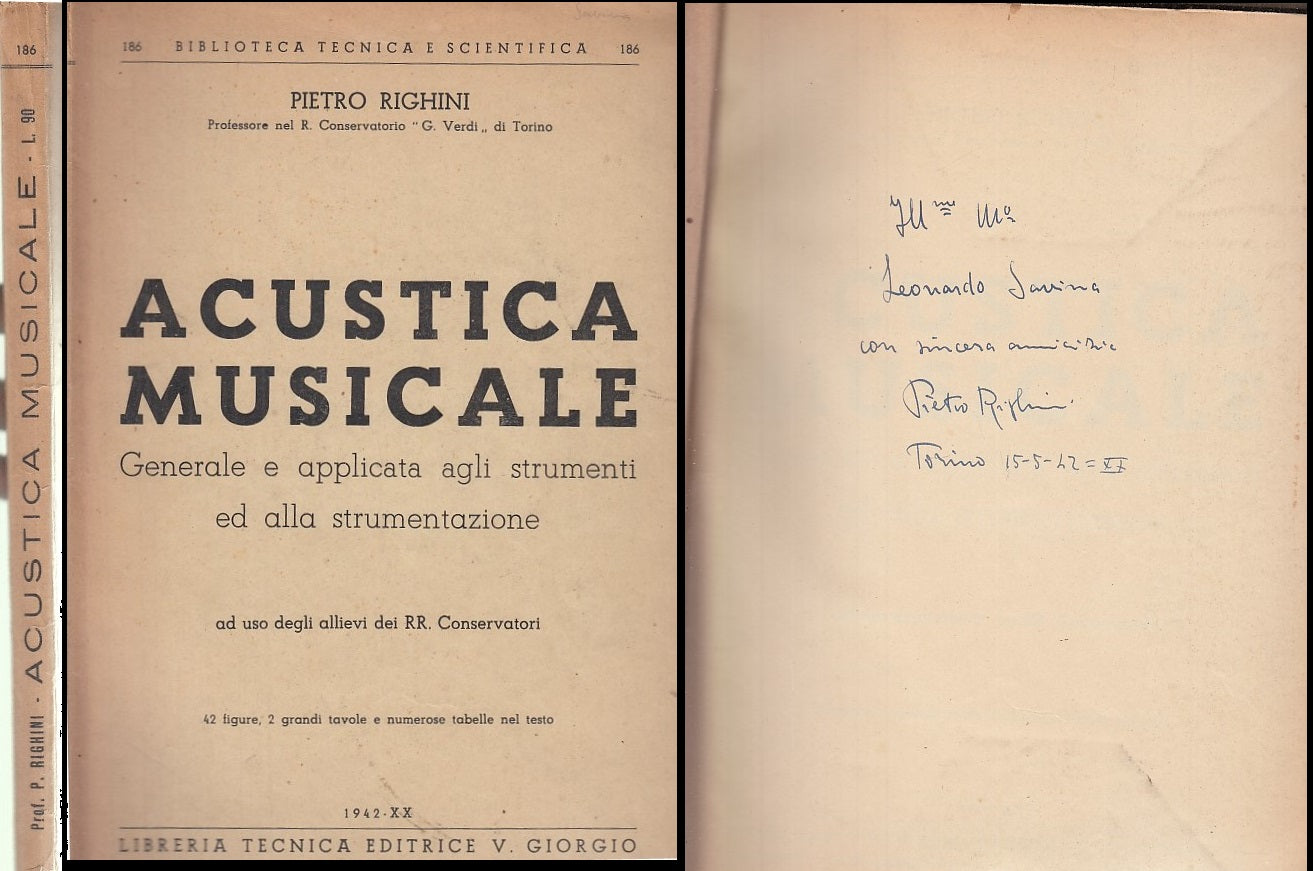 186
Prof. P. RIGHINI - ACUSTICA MUSICALE - L. 90
Savina
186 BIBLIOTECA TECNICA E SCIENTIFICA 186
PIETRO RIGHINI
Professore nel R. Conservatorio "G. Verdi„ di Torino
ACUSTICA
MUSICALE
Generale e applicata agli strumenti
ed alla strumentazione
ad uso degli allievi dei RR. Conservatori
42 figure, 2 grandi tavole e numerose tabelle nel testo
1942-XX
LIBRERIA TECNICA EDITRICE V. GIORGIO
Ill.mo M.o
Leonardo Savina
con sincera amicizia
Pietro Righini
Torino 15-5-42=XX